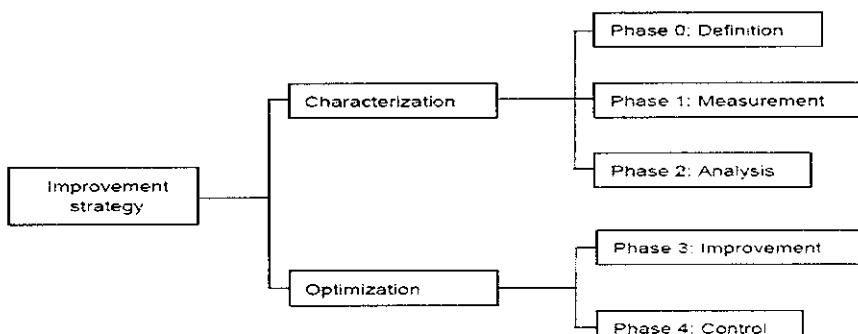 Phase 0: Definition
Characterization
Phase 1: Measurement
Phase 2: Analysis
Improvement
strategy
Phase 3: Improvement
Optimization
Phase 4: Control